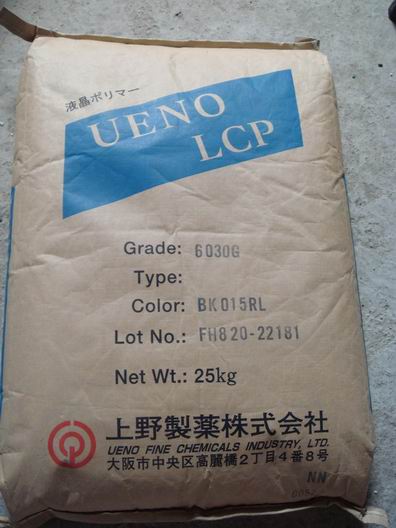 液晶ポリマー
UENO
LCP
Grade: 6030G
Type:
Color: BK015RL
Lot No.: FH820-22181
Net Wt.: 25kg
上野製薬株式会社
UENO FINE CHEMICALS INDUSTRY, LTD.
大阪市中央区高麗橋2丁目4番8号
NN